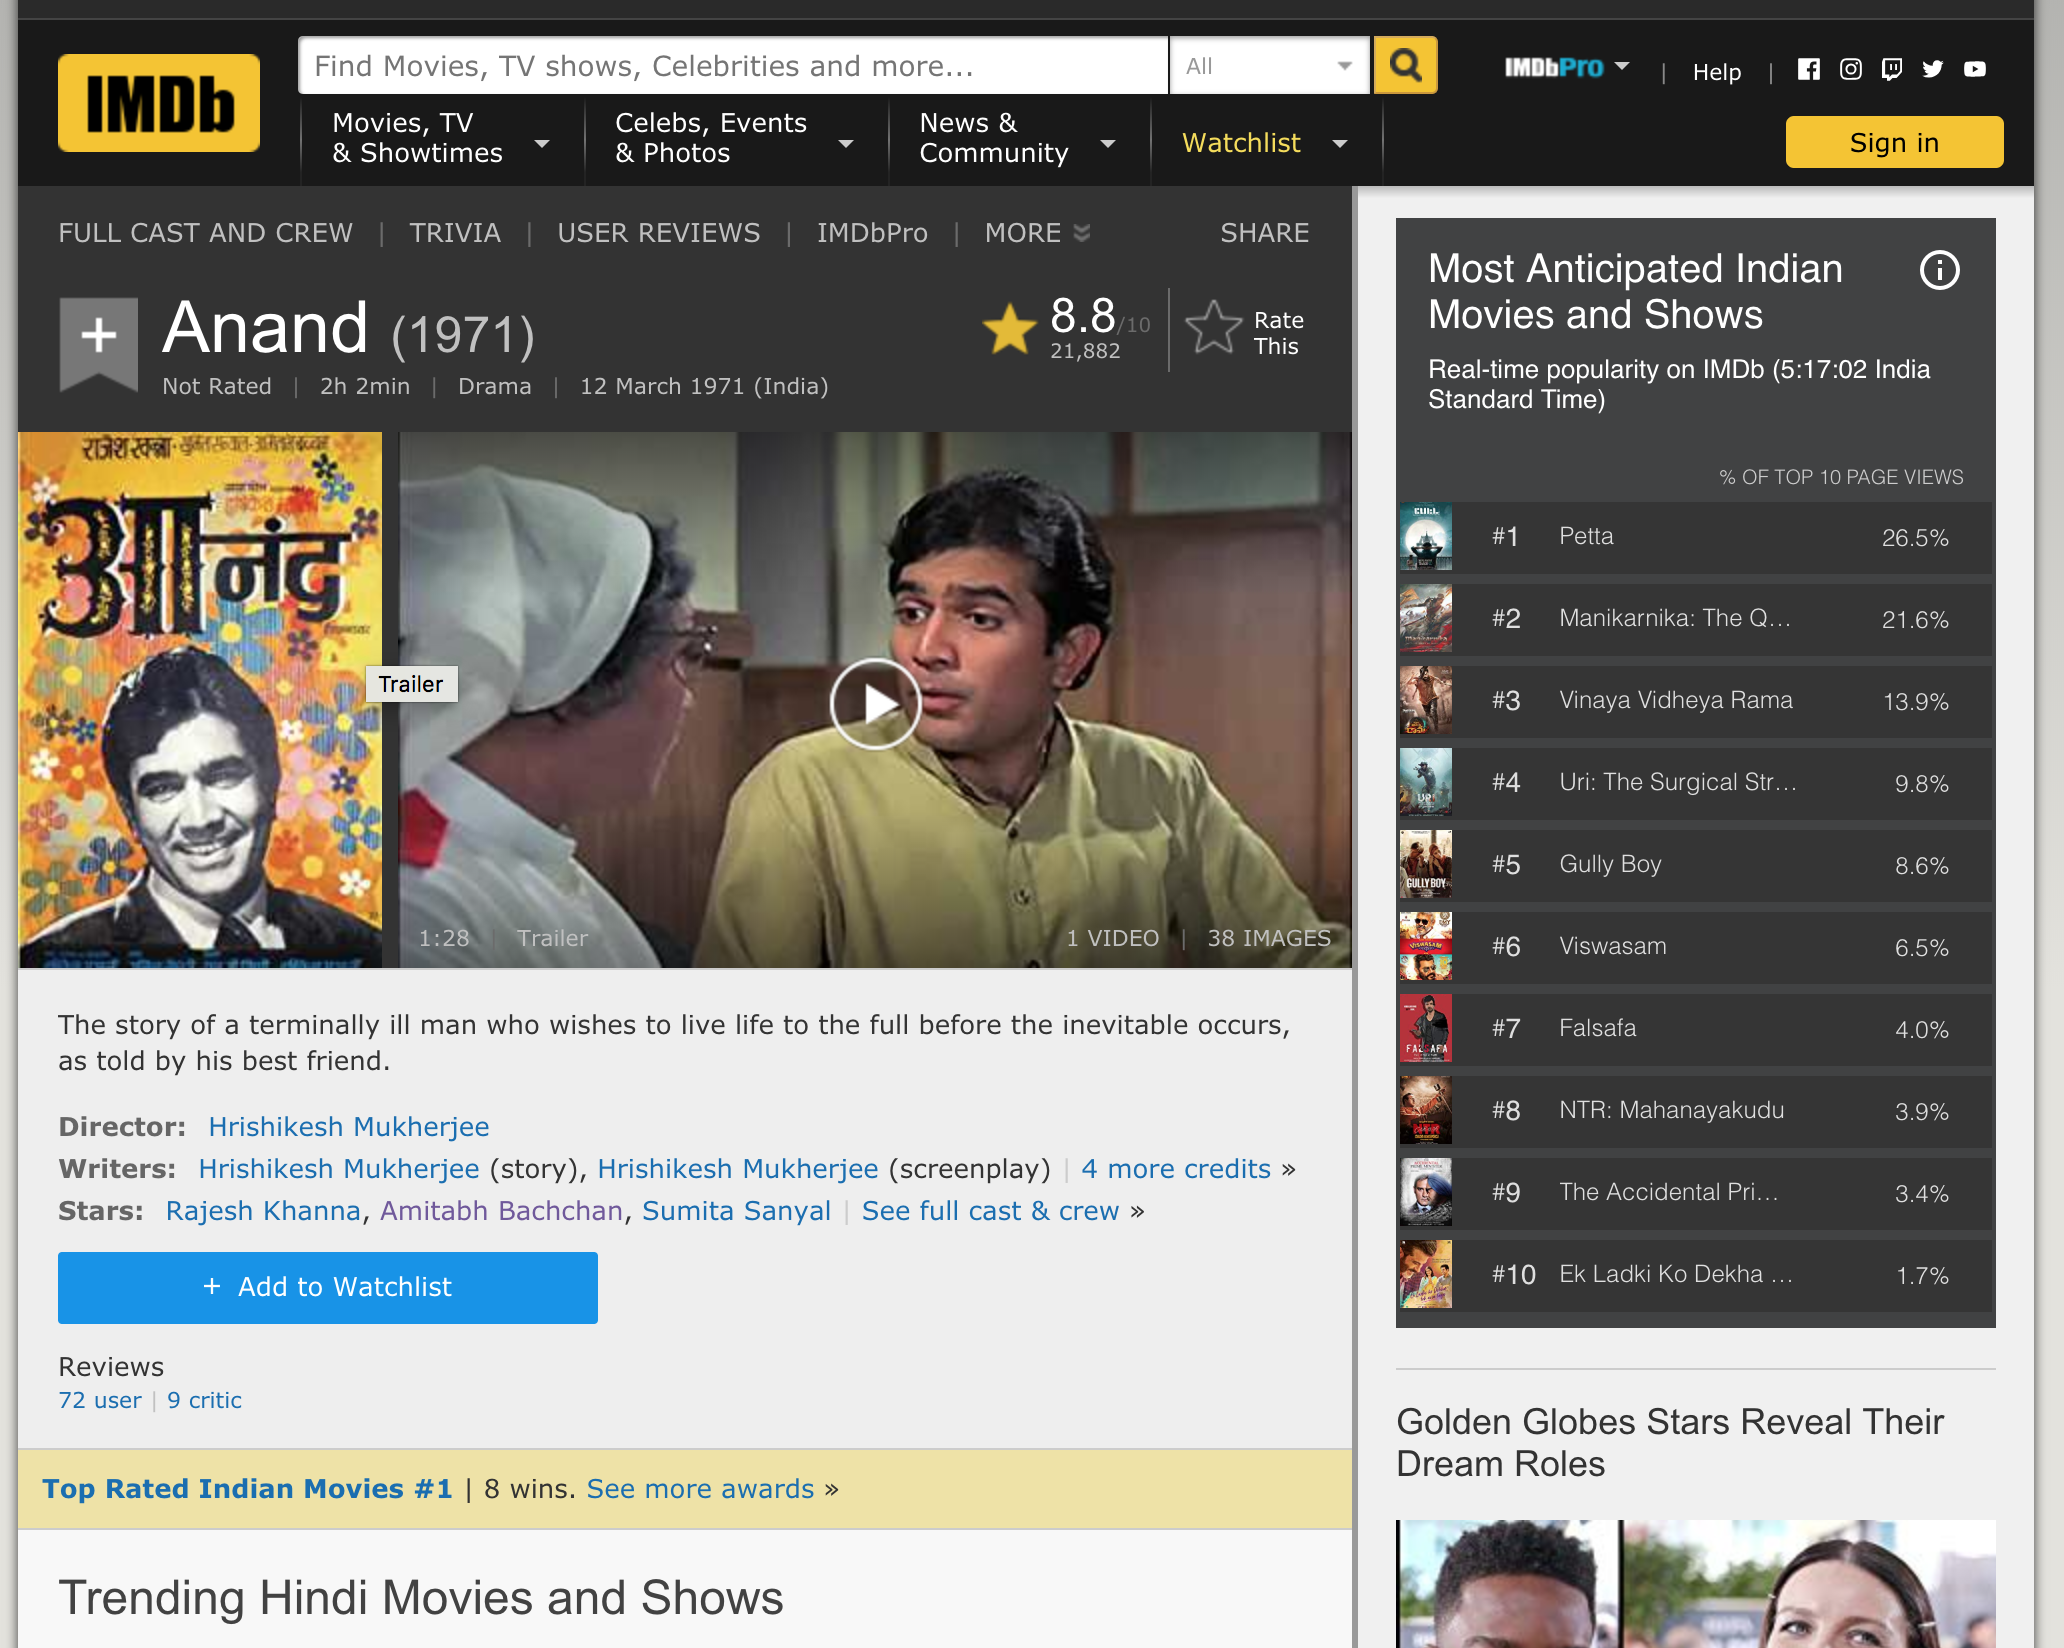 IMDb
Find Movies, TV shows, Celebrities and more...
All
IMDbPro
|
Help
|
Movies, TV
& Showtimes
Celebs, Events
& Photos
News &
Community
Watchlist
Sign in
FULL CAST AND CREW | TRIVIA | USER REVIEWS | IMDbPro | MORE
SHARE
+
Anand (1971)
Not Rated | 2h 2min | Drama | 12 March 1971 (India)
8.8/10
21,882
Rate
This
राजेश खन्ना
आनंद
Trailer
1:28 | Trailer
1 VIDEO | 38 IMAGES
The story of a terminally ill man who wishes to live life to the full before the inevitable occurs,
as told by his best friend.
Director: Hrishikesh Mukherjee
Writers: Hrishikesh Mukherjee (story), Hrishikesh Mukherjee (screenplay) | 4 more credits »
Stars: Rajesh Khanna, Amitabh Bachchan, Sumita Sanyal | See full cast & crew »
+ Add to Watchlist
Reviews
72 user | 9 critic
Top Rated Indian Movies #1 | 8 wins. See more awards »
Trending Hindi Movies and Shows
Most Anticipated Indian
Movies and Shows
Real-time popularity on IMDb (5:17:02 India
Standard Time)
% OF TOP 10 PAGE VIEWS
#1 Petta 26.5%
#2 Manikarnika: The Q... 21.6%
#3 Vinaya Vidheya Rama 13.9%
#4 Uri: The Surgical Str... 9.8%
GULLY BOY
#5 Gully Boy 8.6%
VISWASAM
#6 Viswasam 6.5%
FALSAFA
#7 Falsafa 4.0%
NTR
#8 NTR: Mahanayakudu 3.9%
#9 The Accidental Pri... 3.4%
#10 Ek Ladki Ko Dekha ... 1.7%
Golden Globes Stars Reveal Their
Dream Roles